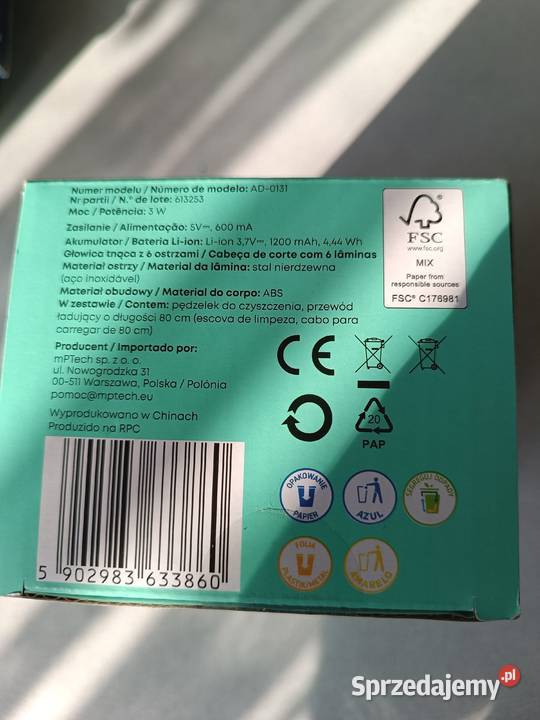 Numer modelu / Número de modelo: AD-0131
Nr partii / N.° de lote: 613253
Moc / Potência: 3 W
Zasilanie / Alimentação: 5V⎓, 600 mA
Akumulator / Bateria Li-ion: Li-ion 3,7V⎓, 1200 mAh, 4,44 Wh
Głowica tnąca z 6 ostrzami / Cabeça de corte com 6 lâminas
Materiał ostrzy / Material da lâmina: stal nierdzewna
(aço inoxidável)
Materiał obudowy / Material do corpo: ABS
W zestawie / Contem: pędzelek do czyszczenia, przewód
ładujący o długości 80 cm (escova de limpeza, cabo para
carregar de 80 cm)
Producent / Importado por:
mPTech sp. z o. o.
ul. Nowogrodzka 31
00-511 Warszawa, Polska / Polónia
pomoc@mptech.eu
Wyprodukowano w Chinach
Produzido na RPC
5 902983 633860
FSC
www.fsc.org
MIX
Paper from
responsible sources
FSC® C176981
CE
20
PAP
OPAKOWANIE
PAPIER
AZUL
SEGREGUJ ODPADY
FOLIA
PLASTIK/METAL
AMARELO
Sprzedajemy.pl